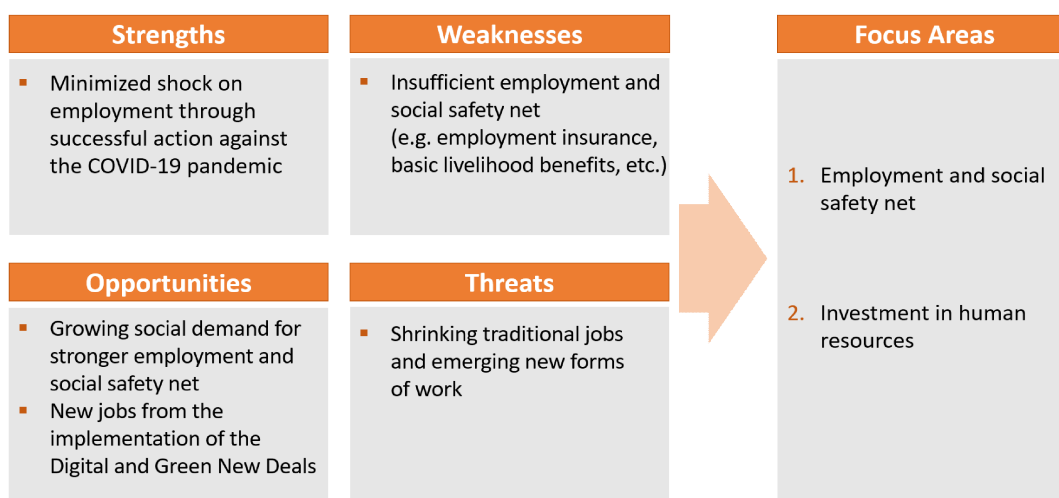 Strengths
Minimized shock on
employment through
successful action against
the COVID-19 pandemic
Weaknesses
Insufficient employment and
social safety net
(e.g. employment insurance,
basic livelihood benefits, etc.)
Opportunities
Growing social demand for
stronger employment and
social safety net
New jobs from the
implementation of the
Digital and Green New Deals
Threats
Shrinking traditional jobs
and emerging new forms
of work
Focus Areas
1. Employment and social
safety net
2. Investment in human
resources